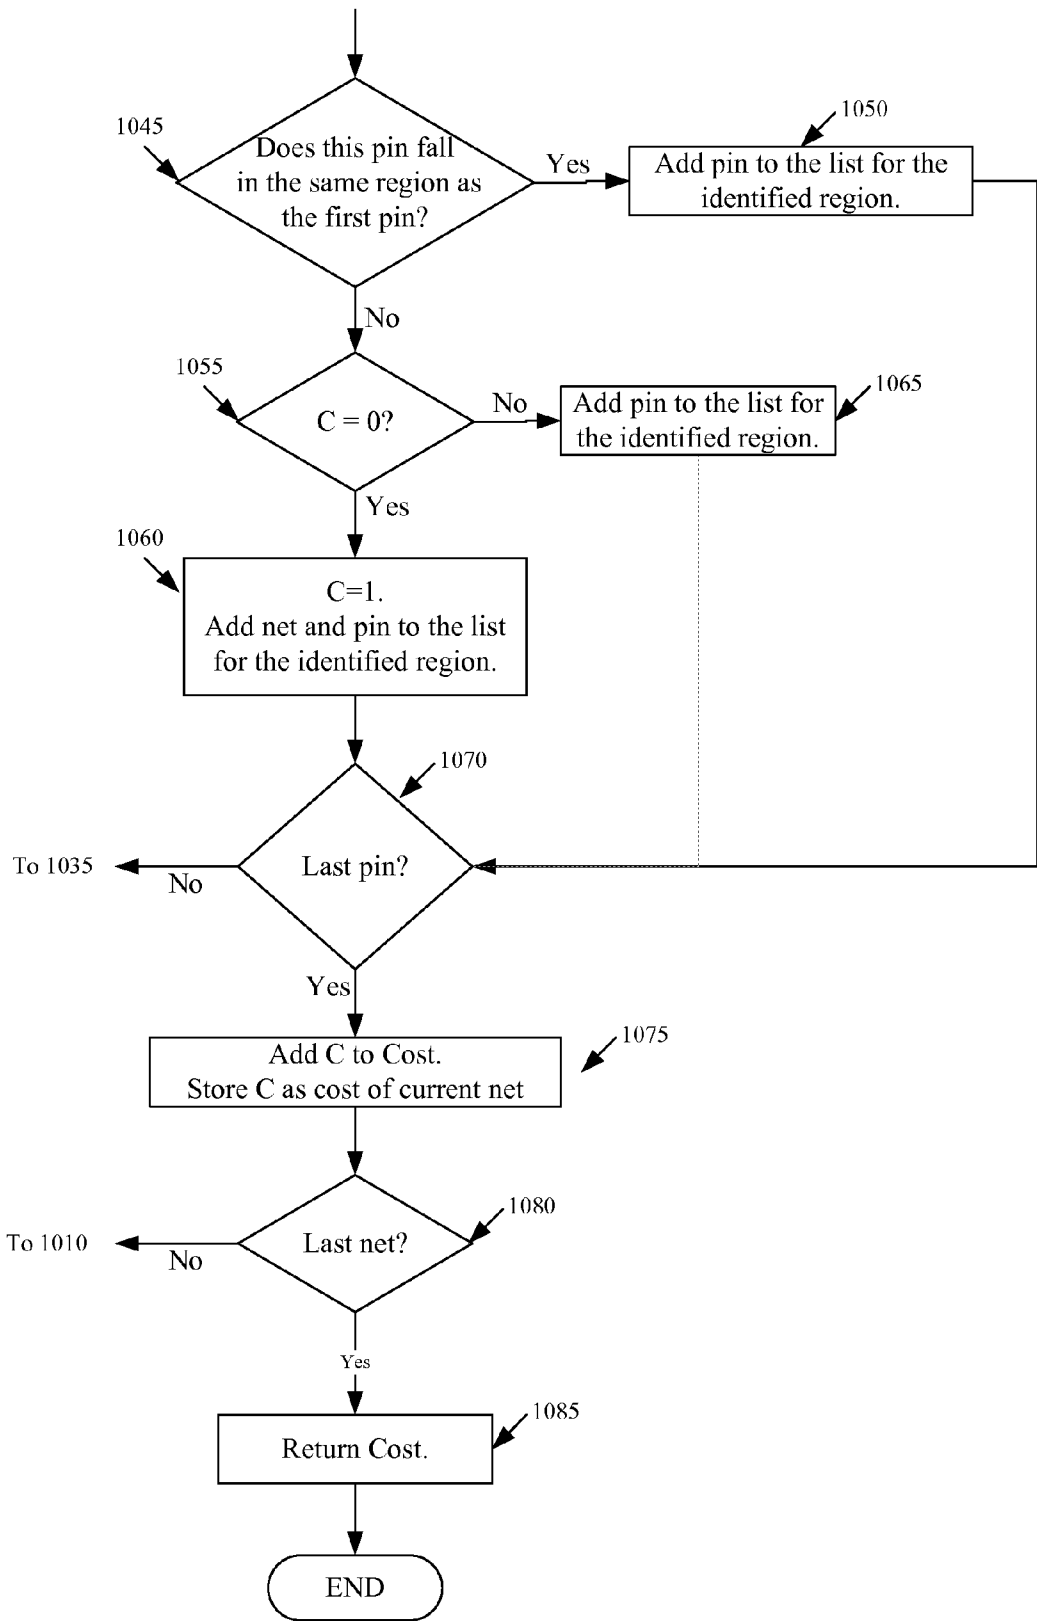 1045
Does this pin fall
in the same region as
the first pin?
Yes
1050
Add pin to the list for the
identified region.
No
1055
C = 0?
No
1065
Add pin to the list for
the identified region.
Yes
1060
C=1.
Add net and pin to the list
for the identified region.
1070
Last pin?
To 1035
No
Yes
1075
Add C to Cost.
Store C as cost of current net
1080
Last net?
To 1010
No
Yes
1085
Return Cost.
END